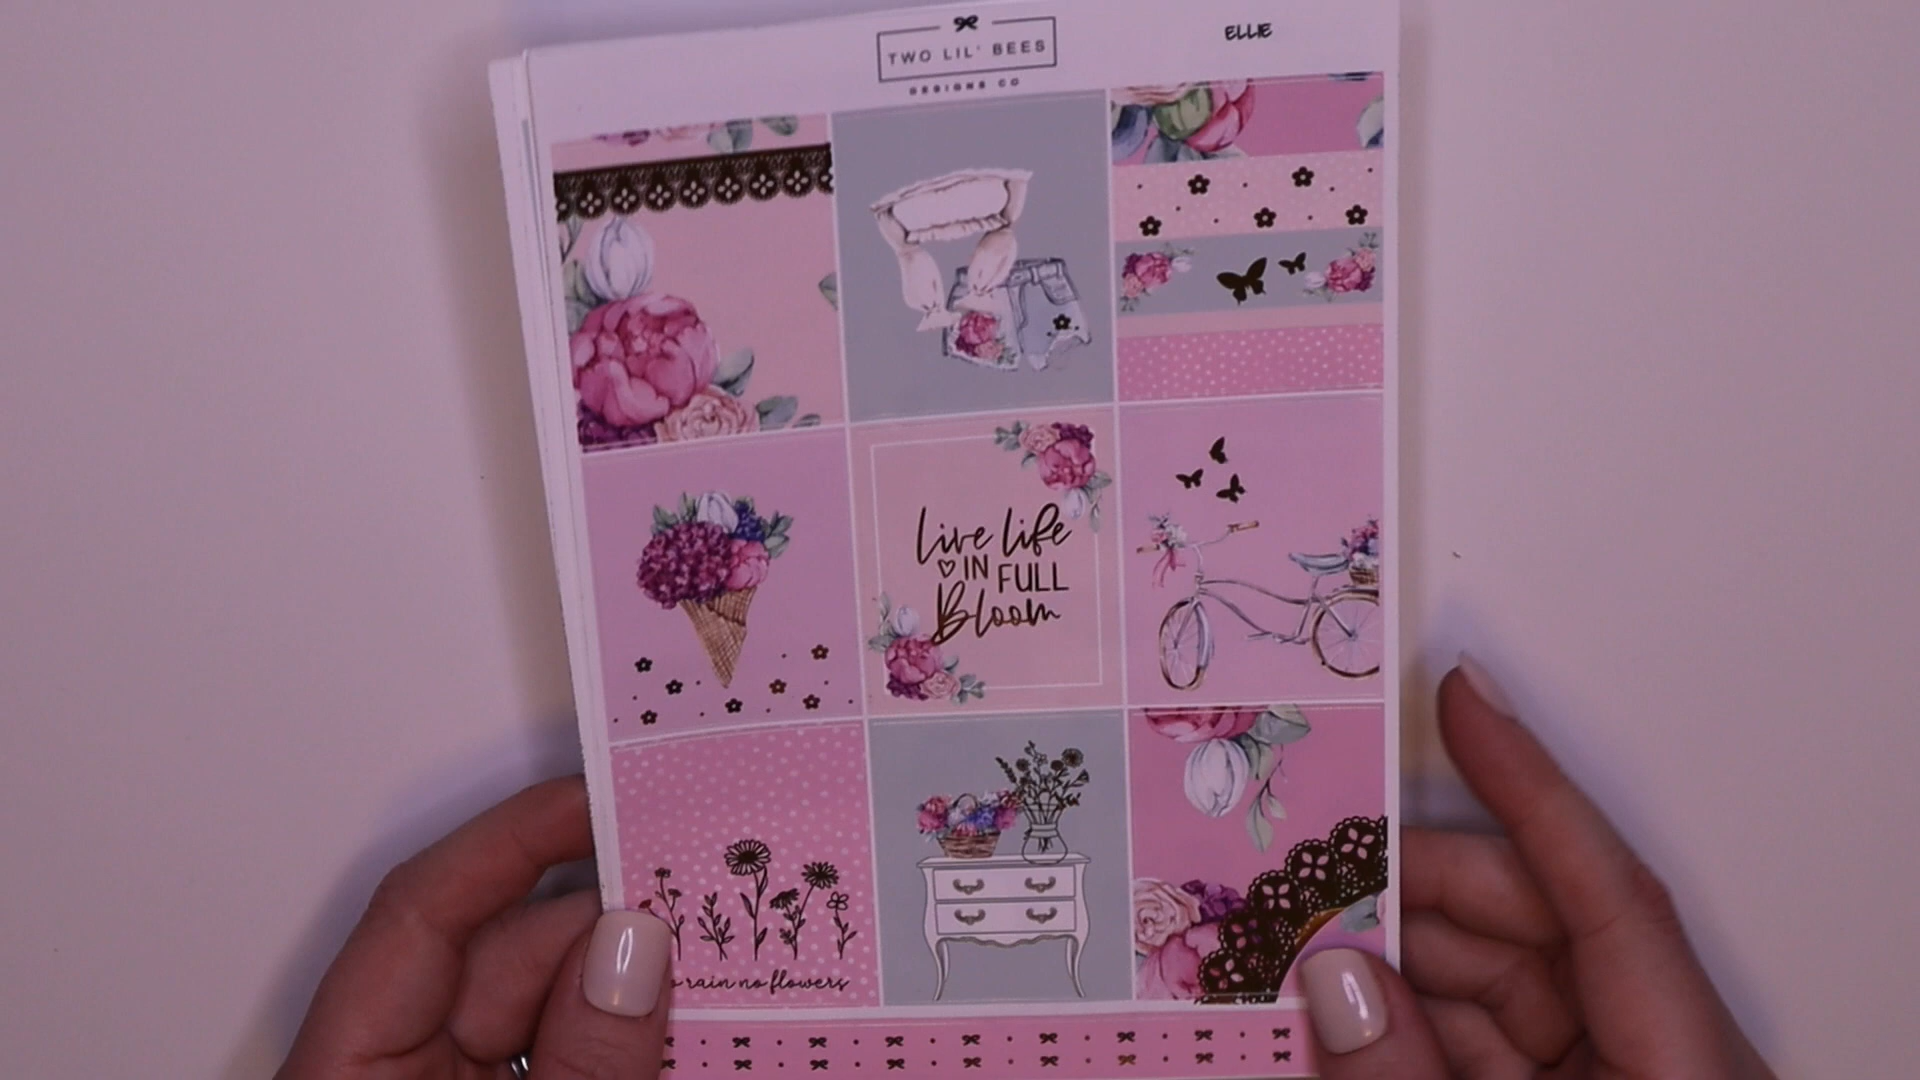 TWO LIL' BEES
DESIGNS CO
ELLIE
live life
IN FULL
Bloom
rain no flowers